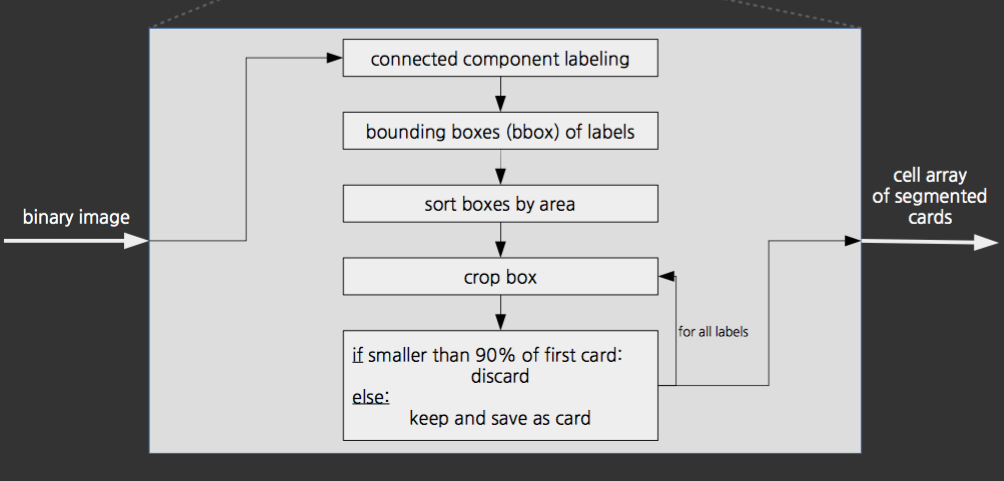 connected component labeling
bounding boxes (bbox) of labels
sort boxes by area
crop box
if smaller than 90% of first card:
discard
else:
keep and save as card
for all labels
binary image
cell array
of segmented
cards